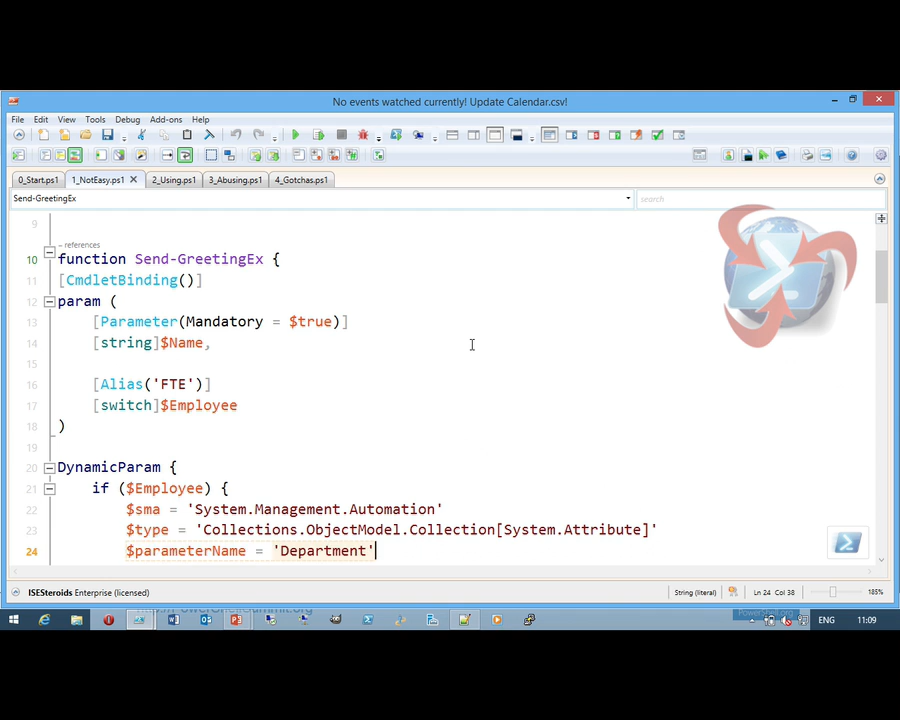 No events watched currently! Update Calendar.csv!
File Edit View Tools Debug Add-ons Help
0_Start.ps1 1_NotEasy.ps1 2_Using.ps1 3_Abusing.ps1 4_Gotchas.ps1
Send-GreetingEx search
9
– references
10 function Send-GreetingEx {
11 [CmdletBinding()]
12 param (
13 [Parameter(Mandatory = $true)]
14 [string]$Name,
15
16 [Alias('FTE')]
17 [switch]$Employee
18 )
19
20 DynamicParam {
21 if ($Employee) {
22 $sma = 'System.Management.Automation'
23 $type = 'Collections.ObjectModel.Collection[System.Attribute]'
24 $parameterName = 'Department'
ISESteroids Enterprise (licensed) String (literal) Ln 24 Col 38 185%
ENG 11:09